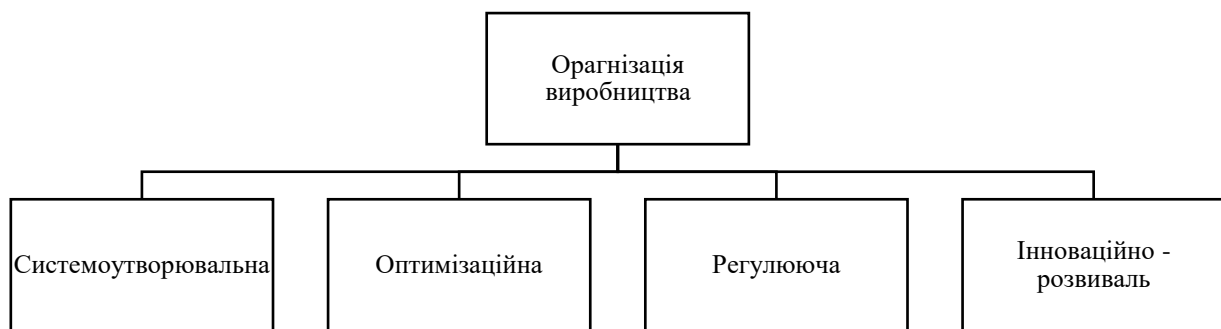 Орагнізація
виробництва
Системоутворювальна
Оптимізаційна
Регулююча
Інноваційно -
розвиваль